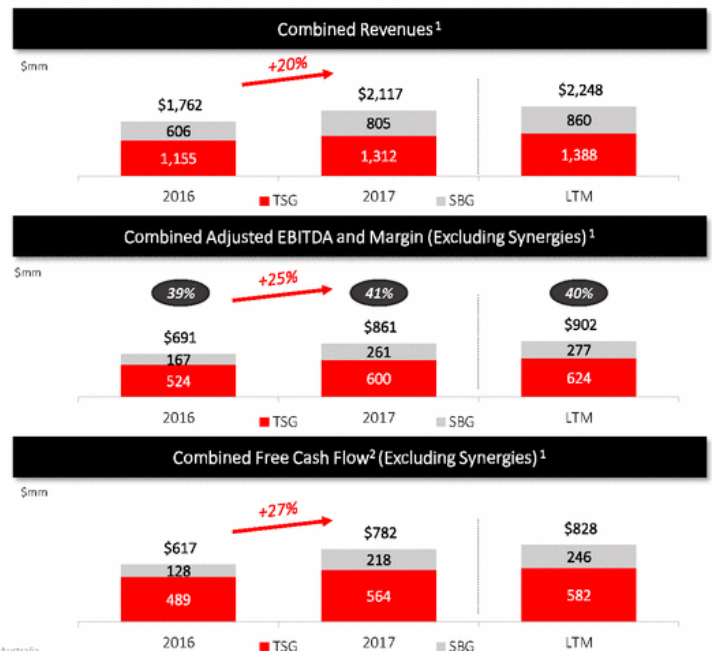 Combined Revenues¹
$mm
+20%
$1,762 $2,117 $2,248
606 805 860
1,155 1,312 1,388
2016 TSG 2017 SBG LTM
Combined Adjusted EBITDA and Margin (Excluding Synergies)¹
$mm
39% +25% 41% 40%
$691 $861 $902
167 261 277
524 600 624
2016 TSG 2017 SBG LTM
Combined Free Cash Flow² (Excluding Synergies)¹
$mm
+27%
$617 $782 $828
128 218 246
489 564 582
2016 TSG 2017 SBG LTM
Australia